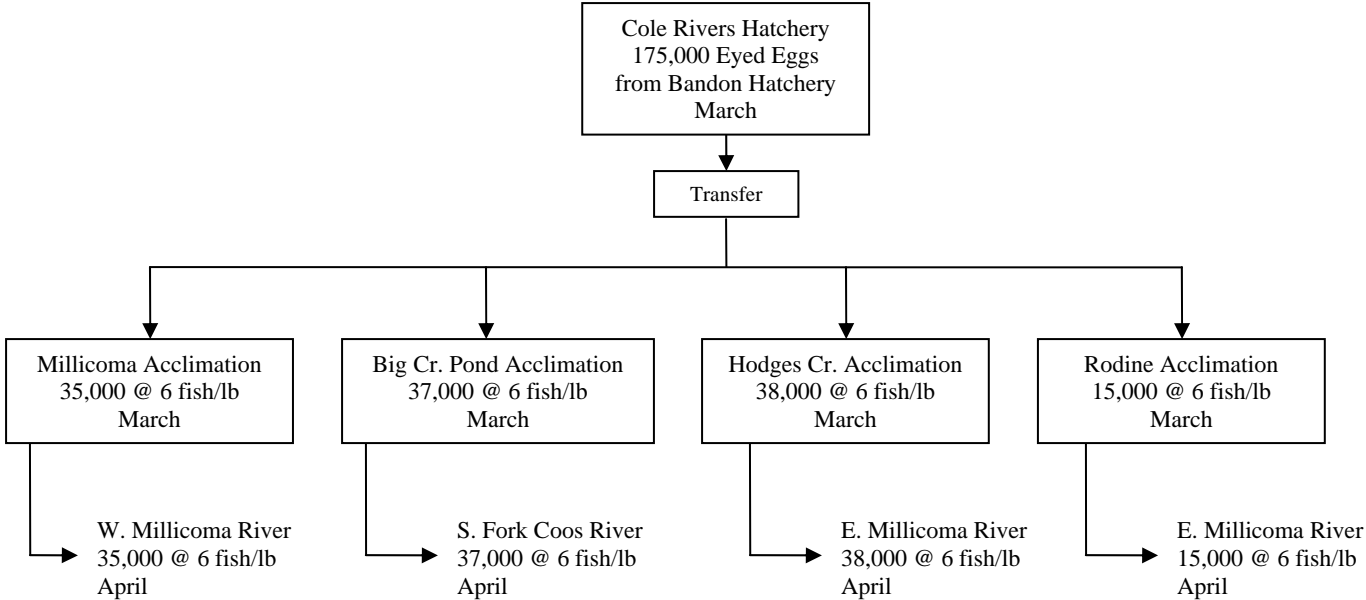 Cole Rivers Hatchery
175,000 Eyed Eggs
from Bandon Hatchery
March
Transfer
Millicoma Acclimation
35,000 @ 6 fish/lb
March
Big Cr. Pond Acclimation
37,000 @ 6 fish/lb
March
Hodges Cr. Acclimation
38,000 @ 6 fish/lb
March
Rodine Acclimation
15,000 @ 6 fish/lb
March
W. Millicoma River
35,000 @ 6 fish/lb
April
S. Fork Coos River
37,000 @ 6 fish/lb
April
E. Millicoma River
38,000 @ 6 fish/lb
April
E. Millicoma River
15,000 @ 6 fish/lb
April